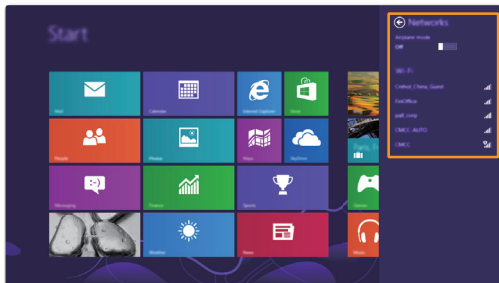 Start
Mail
Calendar
Internet Explorer
Store
People
Photos
Maps
SkyDrive
Messaging
Finance
Sports
Games
Weather
News
Music
Networks
Airplane mode
Off
Wi-Fi
FoxOffice
CMCC-AUTO
CMCC